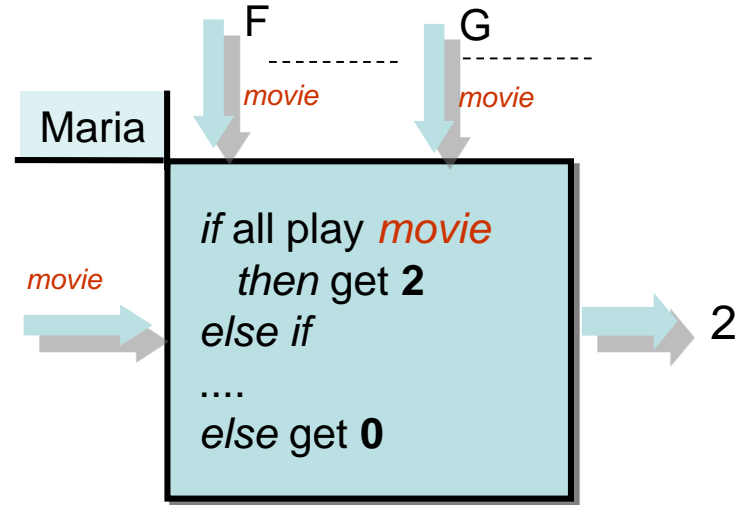 F G
movie movie
Maria
if all play movie
then get 2
movie
else if
2
....
else get 0